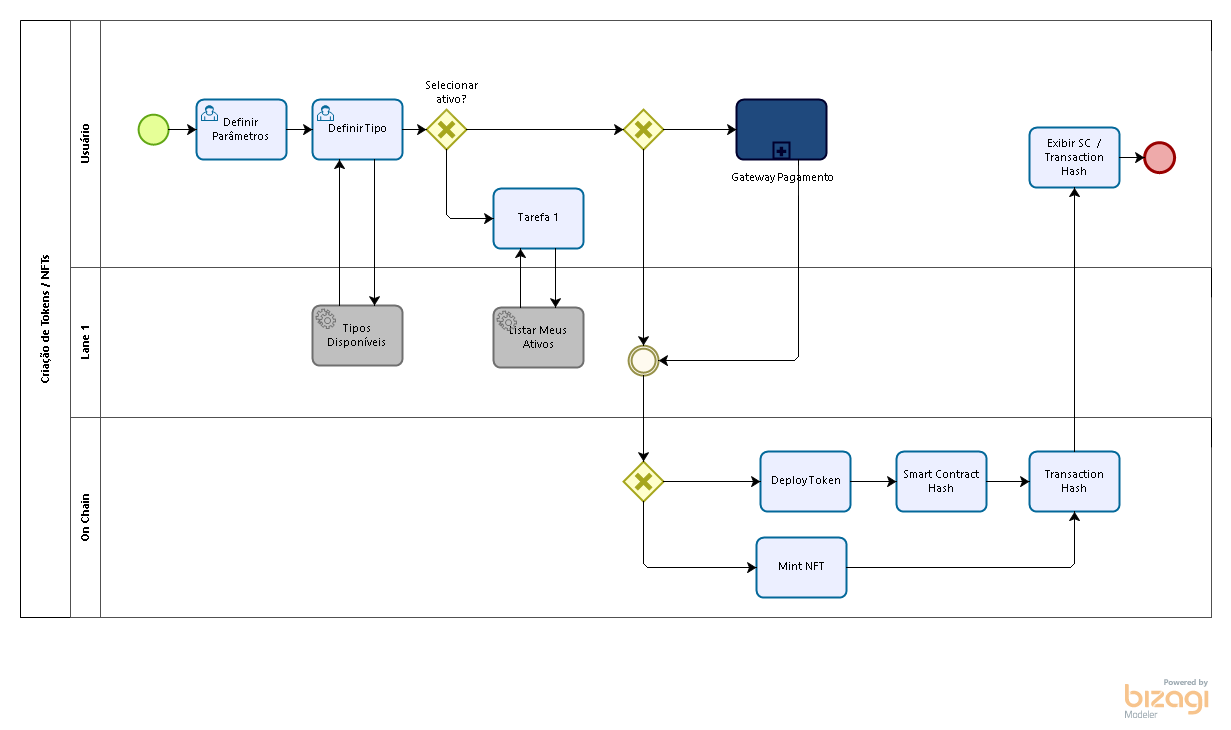 Criação de Tokens / NFTs
Usuário
Definir
Parâmetros
Definir Tipo
Selecionar
ativo?
Tarefa 1
Gateway Pagamento
Exibir SC /
Transaction
Hash
Lane 1
Tipos
Disponíveis
Listar Meus
Ativos
On Chain
Deploy Token
Smart Contract
Hash
Transaction
Hash
Mint NFT
Powered by
bizagi
Modeler